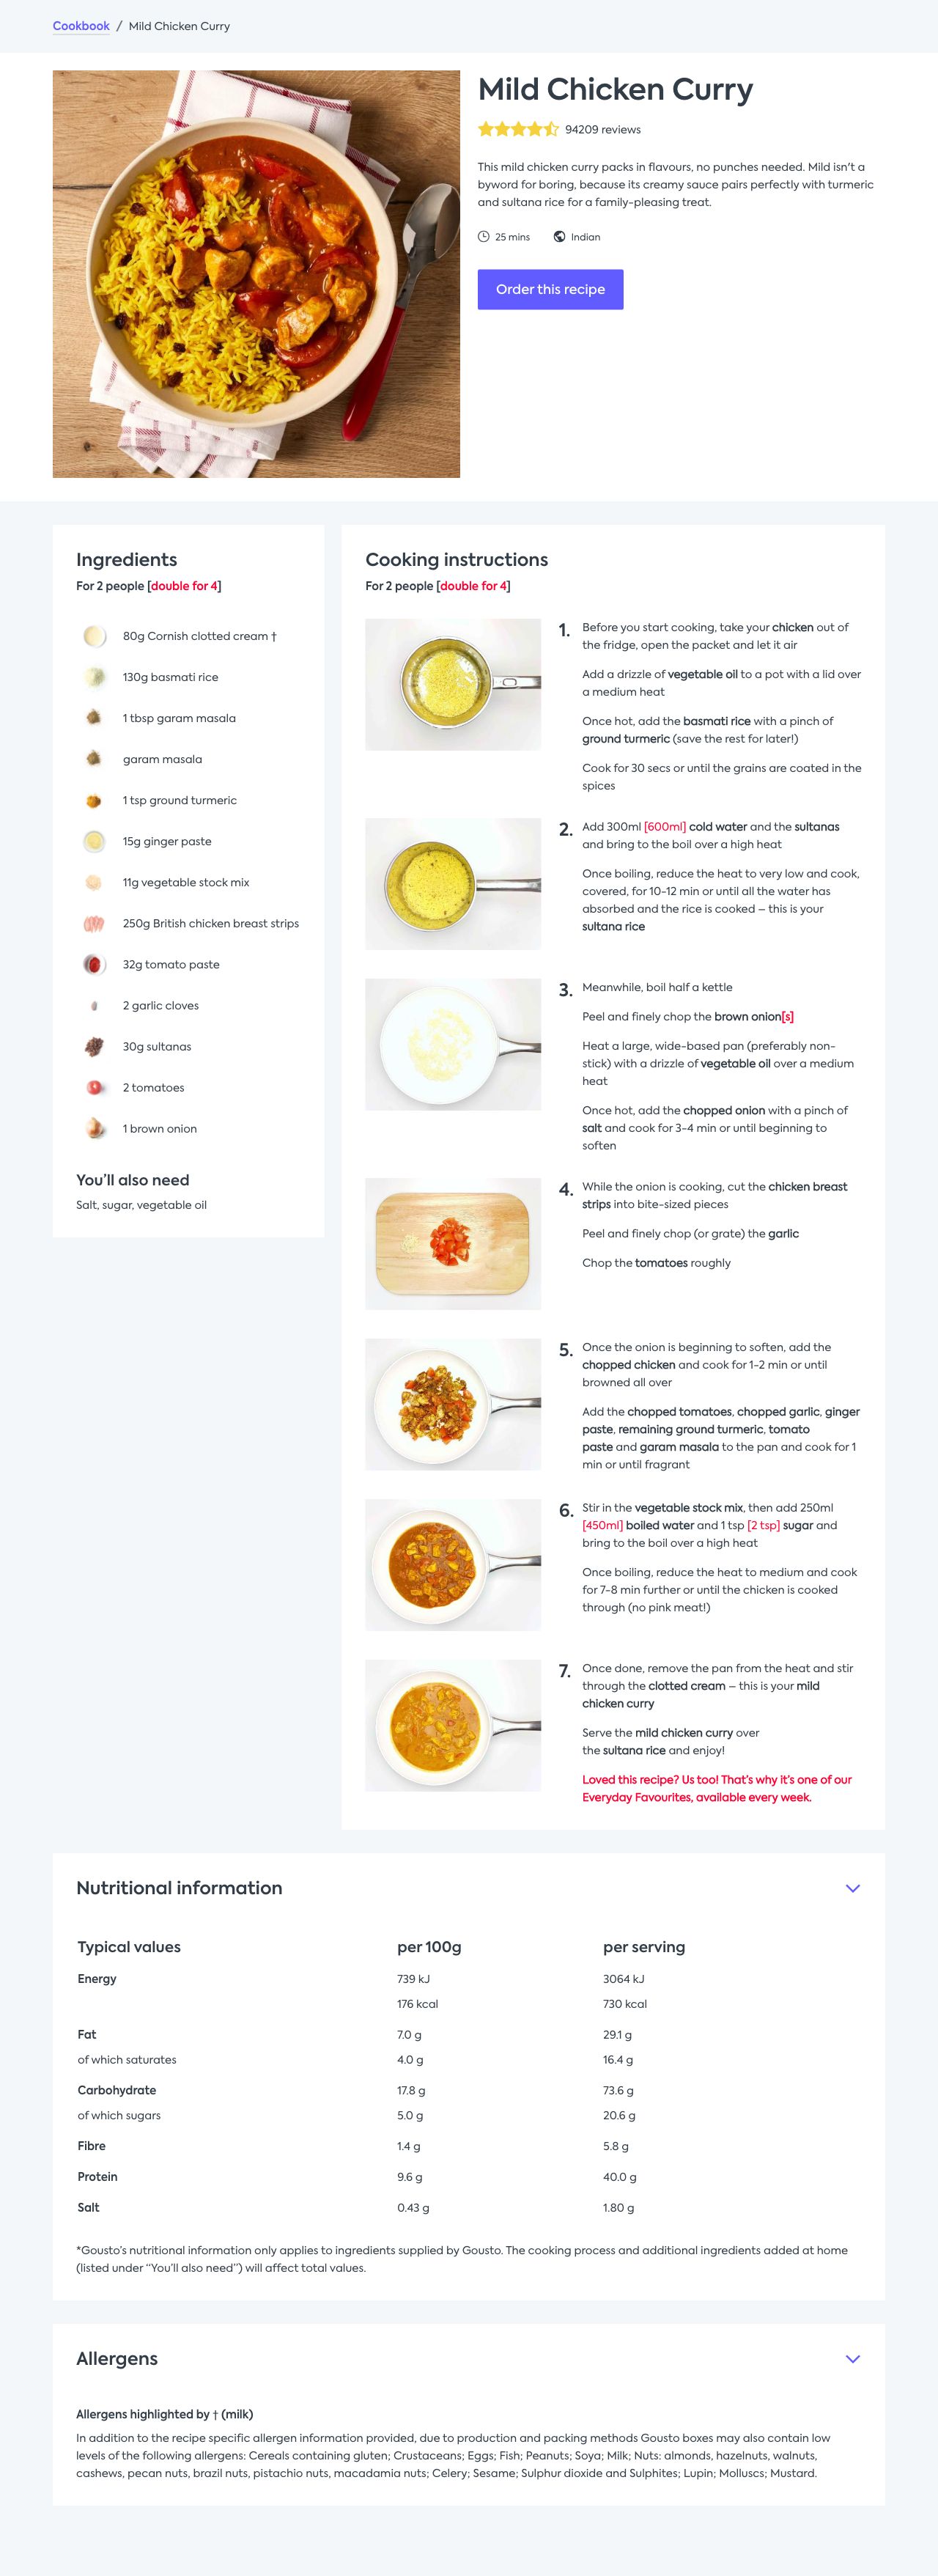 Cookbook / Mild Chicken Curry
Mild Chicken Curry
94209 reviews
This mild chicken curry packs in flavours, no punches needed. Mild isn't a
byword for boring, because its creamy sauce pairs perfectly with turmeric
and sultana rice for a family-pleasing treat.
25 mins Indian
Order this recipe
Ingredients
For 2 people [double for 4]
80g Cornish clotted cream †
130g basmati rice
1 tbsp garam masala
garam masala
1 tsp ground turmeric
15g ginger paste
11g vegetable stock mix
250g British chicken breast strips
32g tomato paste
2 garlic cloves
30g sultanas
2 tomatoes
1 brown onion
You'll also need
Salt, sugar, vegetable oil
Cooking instructions
For 2 people [double for 4]
1. Before you start cooking, take your chicken out of
the fridge, open the packet and let it air
Add a drizzle of vegetable oil to a pot with a lid over
a medium heat
Once hot, add the basmati rice with a pinch of
ground turmeric (save the rest for later!)
Cook for 30 secs or until the grains are coated in the
spices
2. Add 300ml [600ml] cold water and the sultanas
and bring to the boil over a high heat
Once boiling, reduce the heat to very low and cook,
covered, for 10-12 min or until all the water has
absorbed and the rice is cooked – this is your
sultana rice
3. Meanwhile, boil half a kettle
Peel and finely chop the brown onion[s]
Heat a large, wide-based pan (preferably non-
stick) with a drizzle of vegetable oil over a medium
heat
Once hot, add the chopped onion with a pinch of
salt and cook for 3-4 min or until beginning to
soften
4. While the onion is cooking, cut the chicken breast
strips into bite-sized pieces
Peel and finely chop (or grate) the garlic
Chop the tomatoes roughly
5. Once the onion is beginning to soften, add the
chopped chicken and cook for 1-2 min or until
browned all over
Add the chopped tomatoes, chopped garlic, ginger
paste, remaining ground turmeric, tomato
paste and garam masala to the pan and cook for 1
min or until fragrant
6. Stir in the vegetable stock mix, then add 250ml
[450ml] boiled water and 1 tsp [2 tsp] sugar and
bring to the boil over a high heat
Once boiling, reduce the heat to medium and cook
for 7-8 min further or until the chicken is cooked
through (no pink meat!)
7. Once done, remove the pan from the heat and stir
through the clotted cream – this is your mild
chicken curry
Serve the mild chicken curry over
the sultana rice and enjoy!
Loved this recipe? Us too! That's why it's one of our
Everyday Favourites, available every week.
Nutritional information
Typical values per 100g per serving
Energy 739 kJ 3064 kJ
176 kcal 730 kcal
Fat 7.0 g 29.1 g
of which saturates 4.0 g 16.4 g
Carbohydrate 17.8 g 73.6 g
of which sugars 5.0 g 20.6 g
Fibre 1.4 g 5.8 g
Protein 9.6 g 40.0 g
Salt 0.43 g 1.80 g
*Gousto's nutritional information only applies to ingredients supplied by Gousto. The cooking process and additional ingredients added at home
(listed under “You'll also need”) will affect total values.
Allergens
Allergens highlighted by † (milk)
In addition to the recipe specific allergen information provided, due to production and packing methods Gousto boxes may also contain low
levels of the following allergens: Cereals containing gluten; Crustaceans; Eggs; Fish; Peanuts; Soya; Milk; Nuts: almonds, hazelnuts, walnuts,
cashews, pecan nuts, brazil nuts, pistachio nuts, macadamia nuts; Celery; Sesame; Sulphur dioxide and Sulphites; Lupin; Molluscs; Mustard.